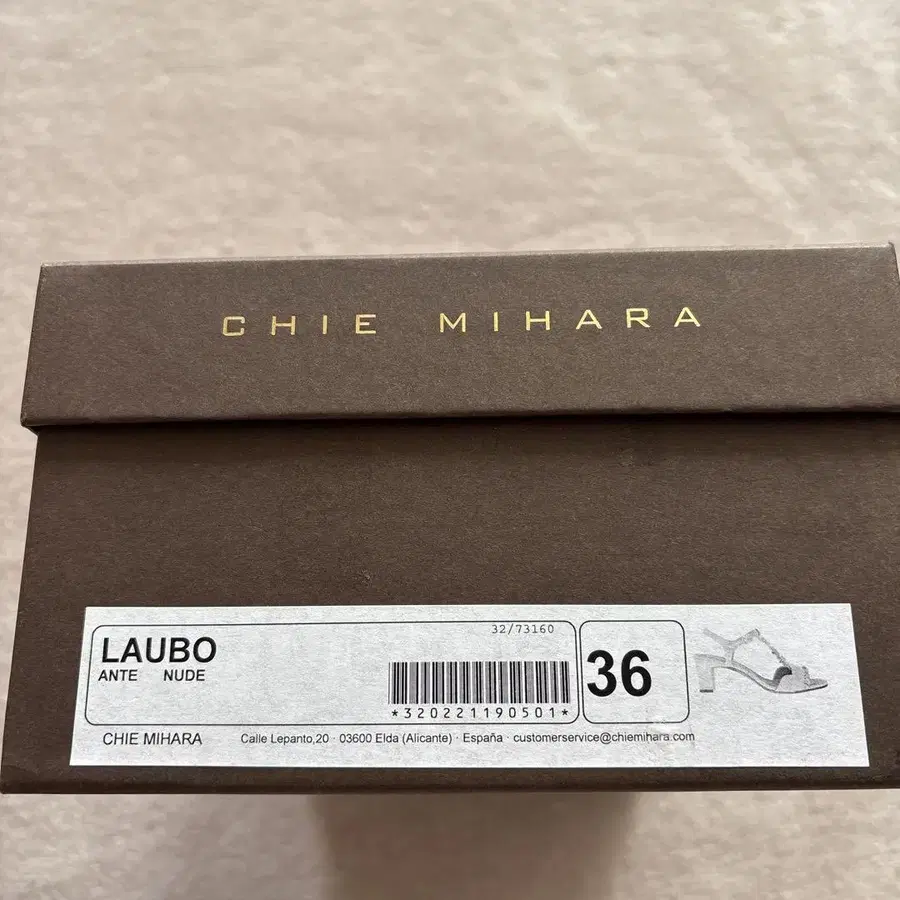 CHIE MIHARA
32/73160
LAUBO
ANTE NUDE
36
*320221190501*
CHIE MIHARA Calle Lepanto,20 · 03600 Elda (Alicante) · España · customerservice@chiemihara.com